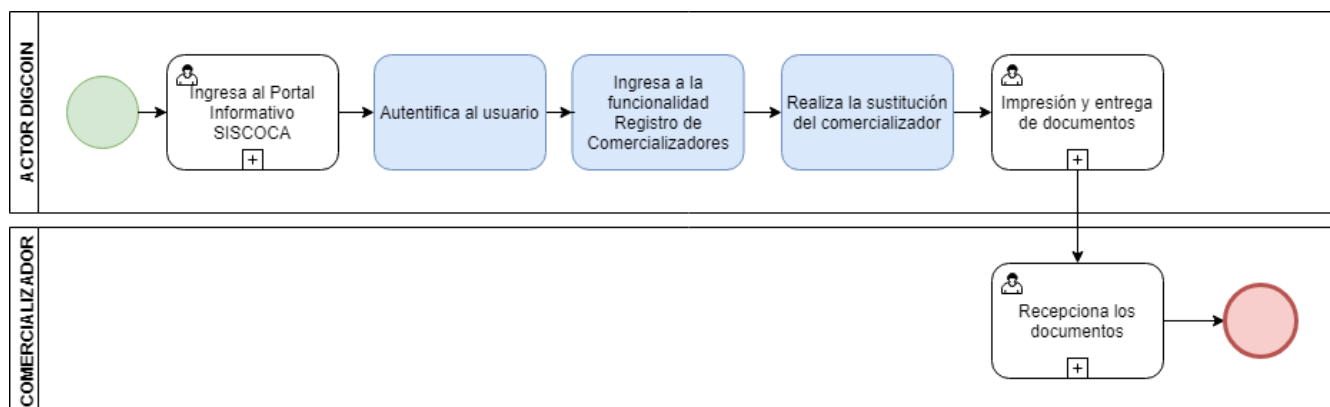 ACTOR DIGCOIN
Ingresa al Portal
Informativo
SISCOCA
Autentifica al usuario
Ingresa a la
funcionalidad
Registro de
Comercializadores
Realiza la sustitución
del comercializador
Impresión y entrega
de documentos
COMERCIALIZADOR
Recepciona los
documentos